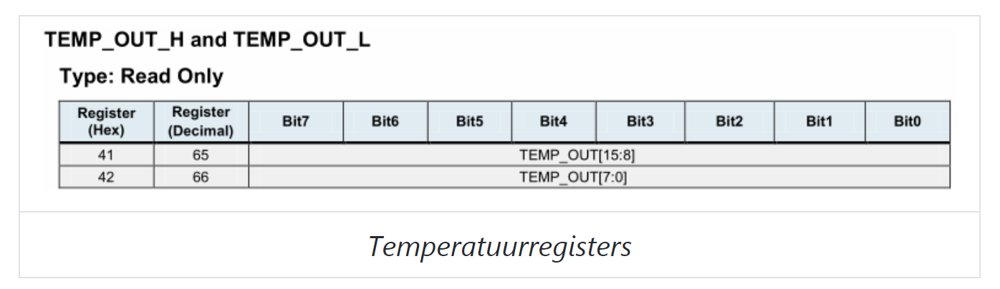 TEMP_OUT_H and TEMP_OUT_L
Type: Read Only
Register (Hex) Register (Decimal) Bit7 Bit6 Bit5 Bit4 Bit3 Bit2 Bit1 Bit0
41 65 TEMP_OUT[15:8]
42 66 TEMP_OUT[7:0]
Temperatuurregisters